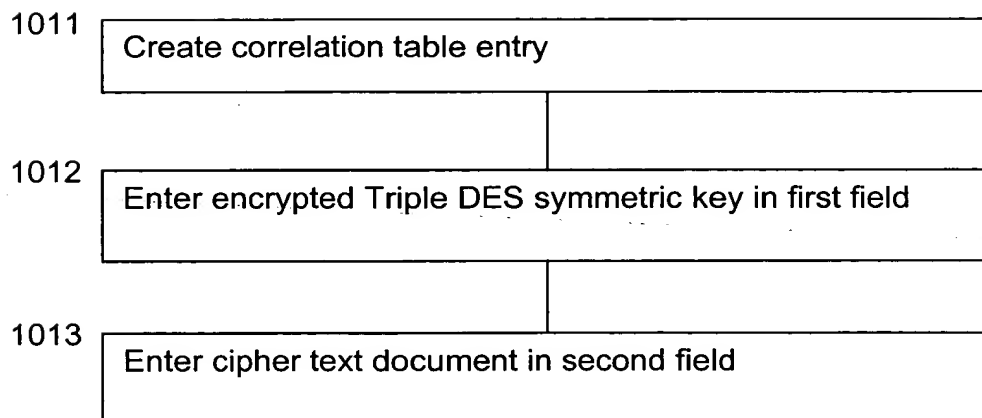 1011
Create correlation table entry
1012
Enter encrypted Triple DES symmetric key in first field
1013
Enter cipher text document in second field